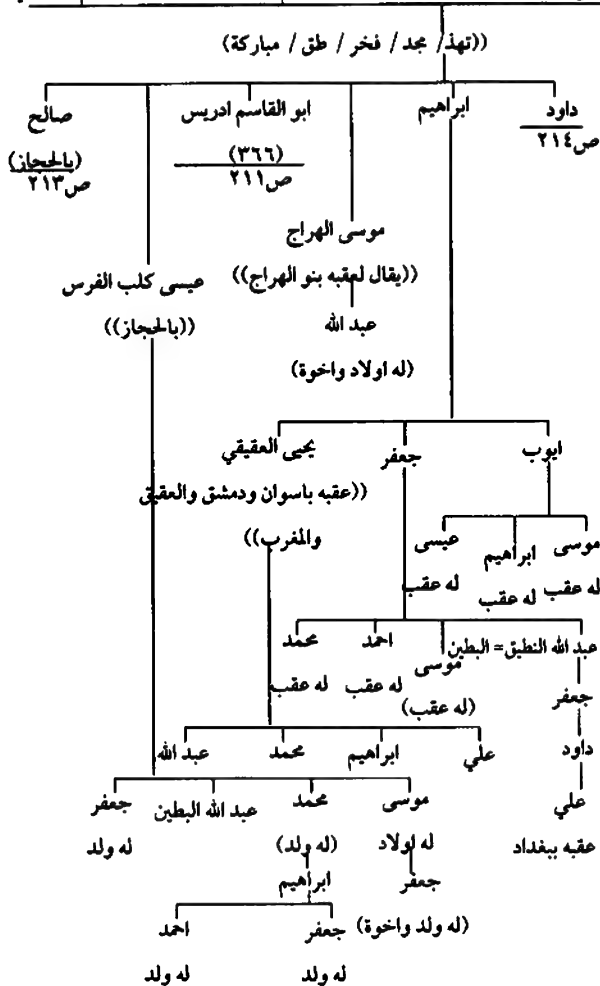 ((تهذ/ مجد/ فخر/ طق/ مباركة)
داود ابراهيم ابو القاسم ادريس صالح
ص٢١٤ (٣٦٦) (بالحجاز)
ص٢١١ ص٢١٣
موسى الهراج
((يقال لعقبه بنو الهراج)) عيسى كلب الفرس
عبد الله ((بالحجاز))
(له اولاد واخوة)
ايوب جعفر يحيى العقيقي
((عقبه باسوان ودمشق والعقيق
والمغرب))
موسى ابراهيم عيسى
له عقب له عقب له عقب
عبد الله النطيق= البطين موسى احمد محمد
جعفر (له عقب) له عقب له عقب
داود علي ابراهيم محمد عبد الله
علي موسى محمد عبد الله البطين جعفر
عقبه ببغداد له اولاد (له ولد) له ولد
جعفر ابراهيم
(له ولد واخوة) جعفر احمد
له ولد له ولد